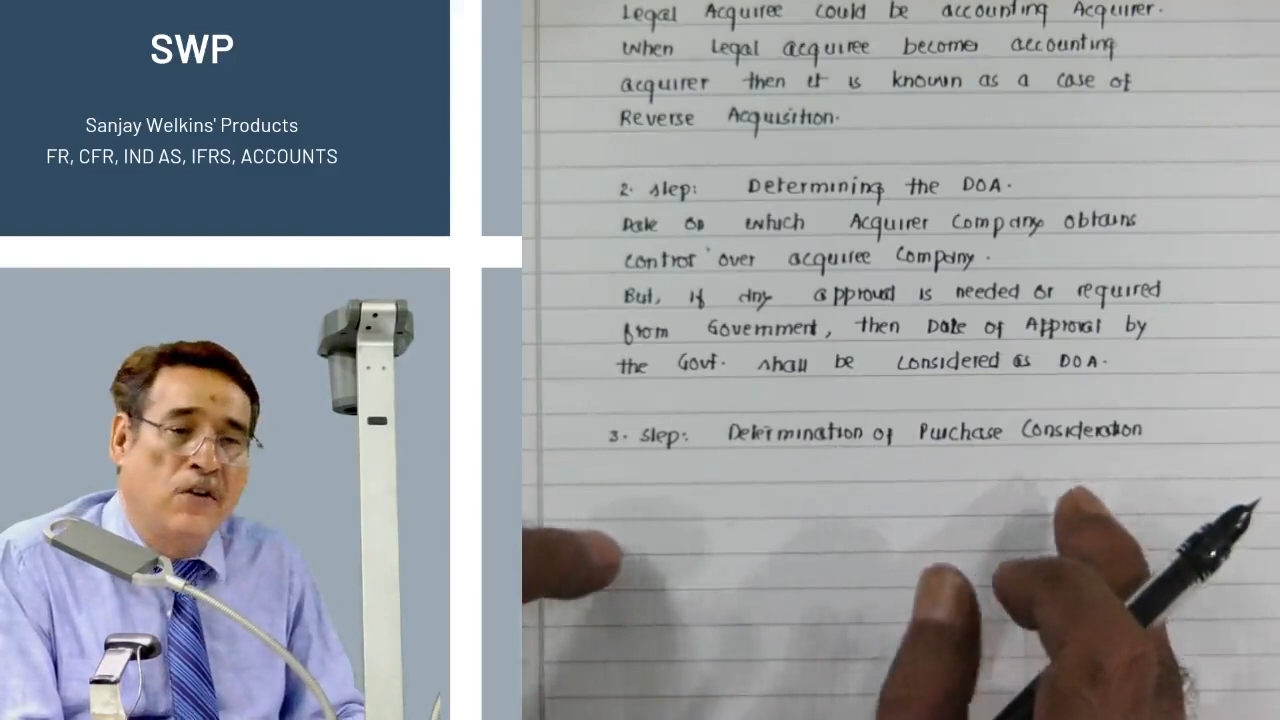 SWP
Sanjay Welkins' Products
FR, CFR, IND AS, IFRS, ACCOUNTS
Legal Acquiree could be accounting Acquirer.
When legal acquiree become accounting
acquirer then it is known as a case of
Reverse Acquisition.
2. step: Determining the DOA.
Date on which Acquirer Company obtains
control over acquiree Company.
But, if any approval is needed or required
from Government, then Date of Approval by
the Govt. shall be considered as DOA.
3. step: Determination of Purchase Consideration